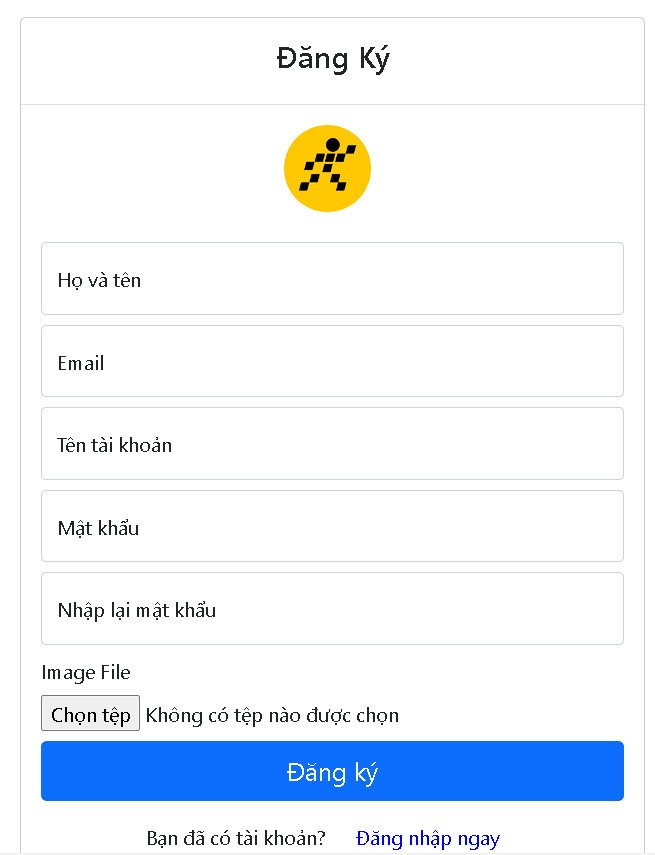 Đăng Ký
Họ và tên
Email
Tên tài khoản
Mật khẩu
Nhập lại mật khẩu
Image File
Chọn tệp Không có tệp nào được chọn
Đăng ký
Bạn đã có tài khoản? Đăng nhập ngay